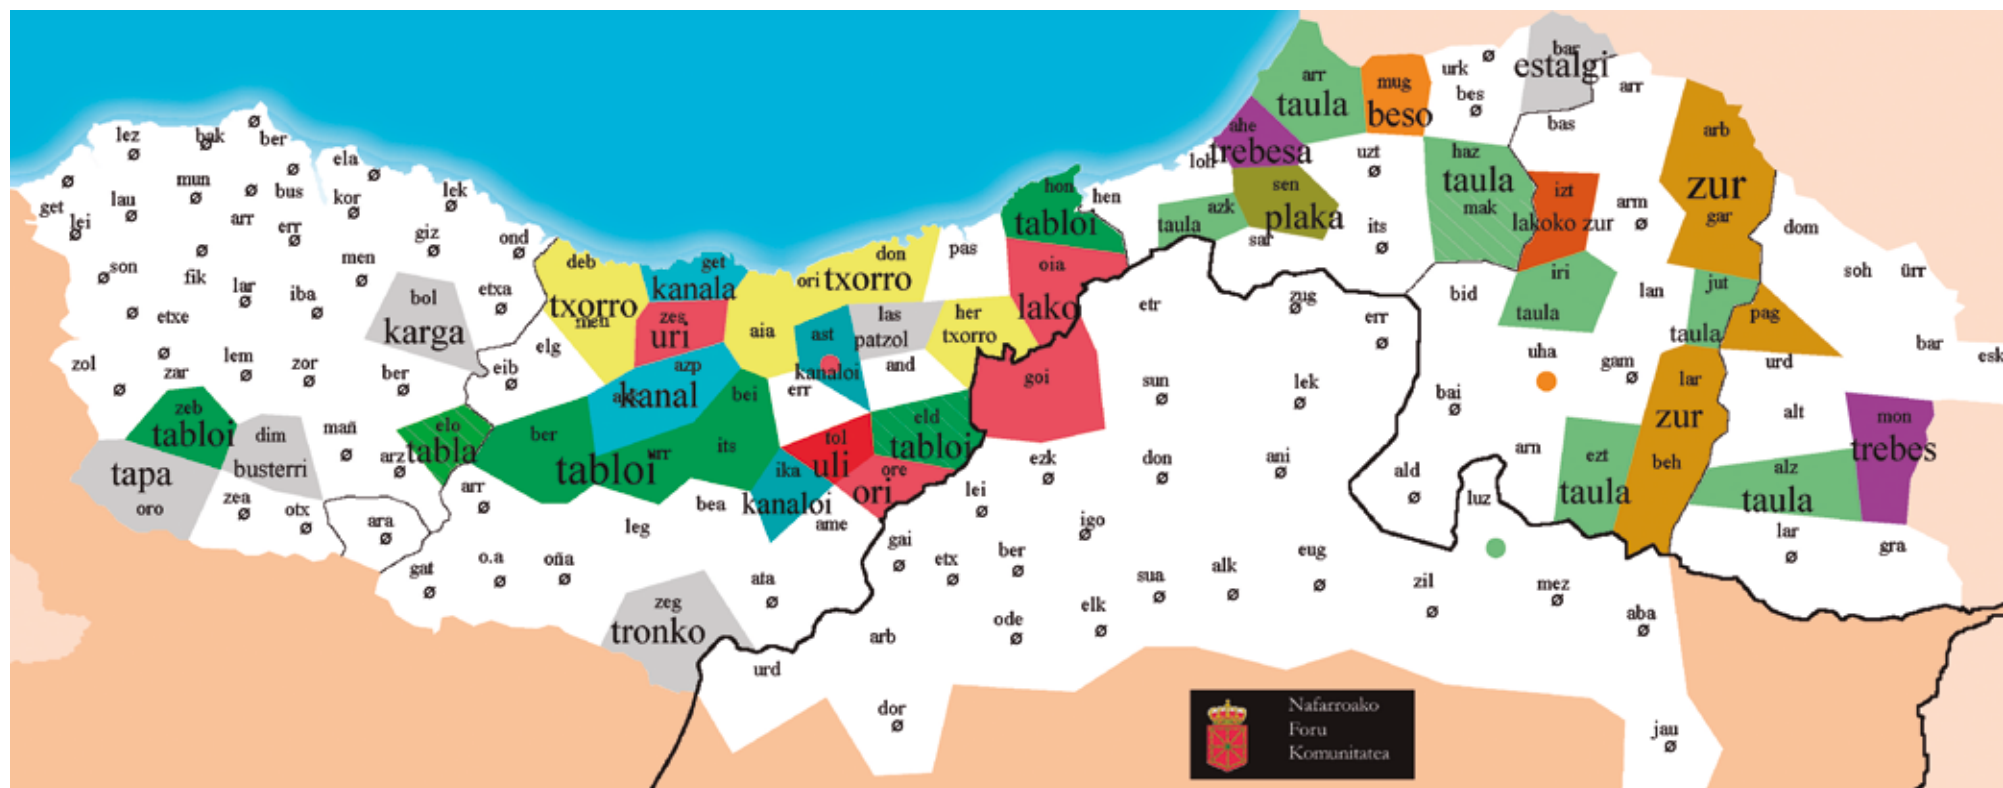 bar
estalgi
urk
ø
arr
mug
arr
taula
beso
bes
ø
bas
arb
lez
ø
bak
ø
ø
ber
ø
ahe
trebesa
loh
uzt
ø
haz
taula
mak
izt
lakoko zur
arm
ø
zur
gar
ela
ø
mun
ø
ø
bus
kor
ø
lek
ø
hon
tabloi
hen
sen
plaka
azk
taula
sar
its
ø
dom
get
ø
lei
ø
lau
ø
arr
ø
err
ø
giz
ø
ond
ø
deb
txorro
men
get
kanala
don
ori
txorro
pas
oia
lako
iri
taula
lan
jut
taula
soh
ürr
son
ø
fik
lar
ø
men
ø
iba
ø
etxa
ø
bol
karga
zes
uri
aia
ast
kanaloi
las
patzol
her
txorro
etr
zug
ø
err
ø
bid
pag
bar
esk
etxe
ø
zol
ø
ø
zar
lem
ø
zor
ø
ber
ø
elg
eib
ø
azp
kanal
err
and
goi
sun
ø
lek
ø
bai
ø
uha
gam
ø
lar
zur
beh
urd
alt
mon
trebes
zeb
tabloi
dim
busterri
mañ
ø
arz
ø
elo
tabla
ber
bei
its
tabloi
urr
tol
uli
eld
tabloi
ika
kanaloi
ore
ori
ezk
ø
don
ø
ani
ø
ald
ø
luz
arn
ezt
taula
alz
taula
tapa
oro
zea
ø
otx
ø
ara
ø
arr
ø
leg
bea
ame
lei
ø
igo
ø
lar
ø
gra
gat
ø
o.a
ø
oña
ø
ata
ø
gai
ø
etx
ø
ber
ø
sua
ø
alk
ø
eug
ø
zil
ø
mez
ø
aba
ø
zeg
tronko
urd
arb
ode
ø
elk
ø
dor
ø
jau
ø
Nafarroako
Foru
Komunitatea